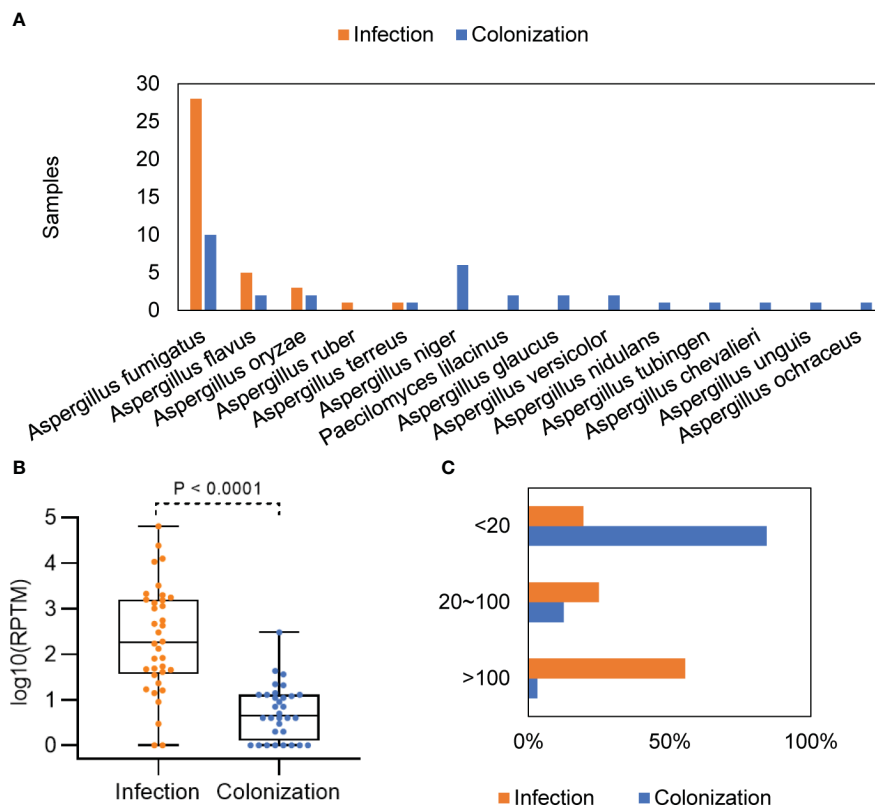 A
Infection Colonization
30
25
20
15
10
5
0
Samples
Aspergillus fumigatus
Aspergillus flavus
Aspergillus oryzae
Aspergillus ruber
Aspergillus terreus
Aspergillus niger
Paecilomyces lilacinus
Aspergillus glaucus
Aspergillus versicolor
Aspergillus nidulans
Aspergillus tubingen
Aspergillus chevalieri
Aspergillus unguis
Aspergillus ochraceus
B
P < 0.0001
5
4
3
2
1
0
log10(RPTM)
Infection Colonization
C
<20
20~100
>100
0% 50% 100%
Infection Colonization